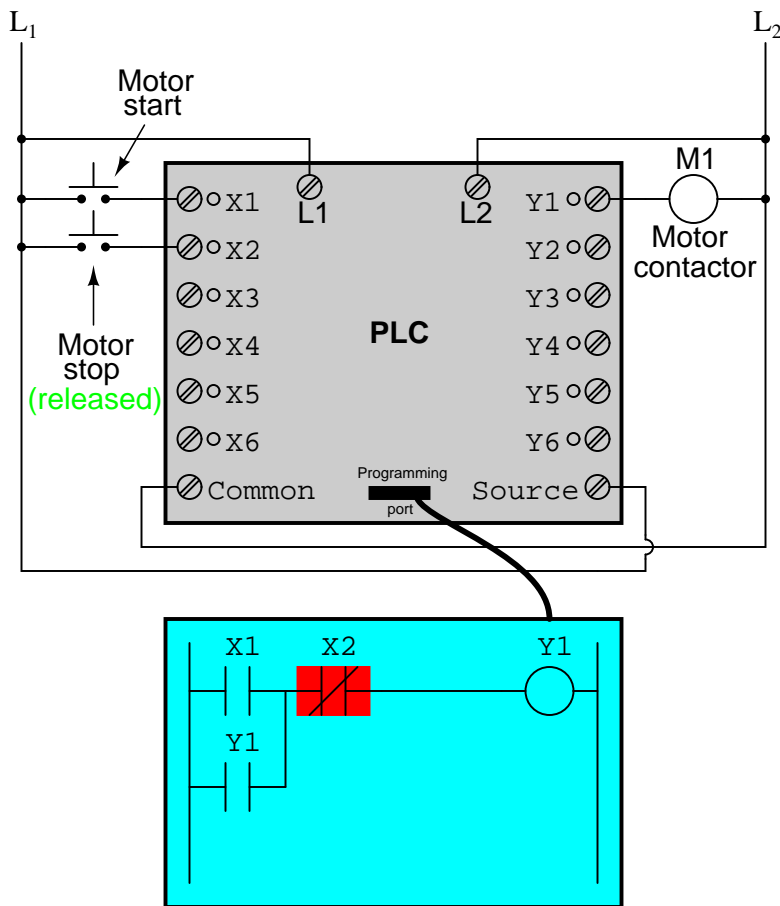 L1 L2
Motor
start
M1
X1 L1 L2 Y1
X2 Y2
Motor
contactor
X3 Y3
PLC
Motor
stop
(released)
X4 Y4
X5 Y5
X6 Y6
Common Programming
port Source
X1 X2 Y1
Y1